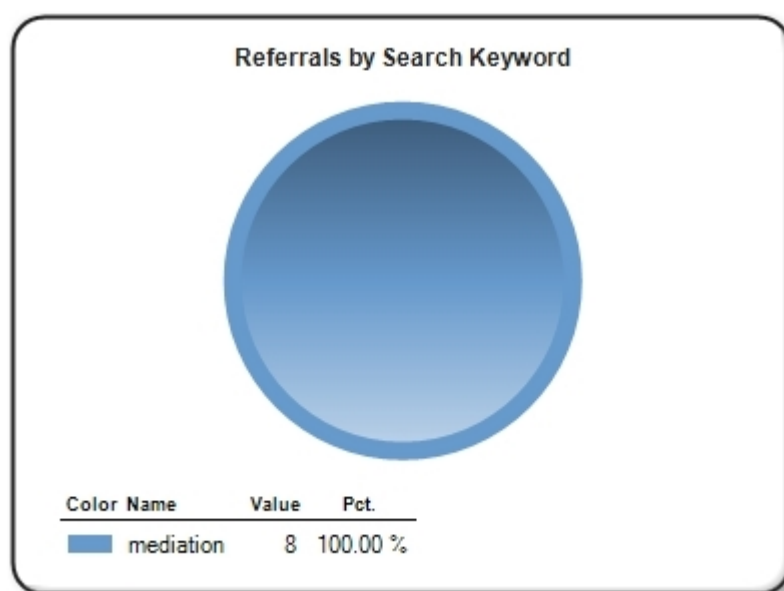 Referrals by Search Keyword
Color Name Value Pct.
mediation 8 100.00 %